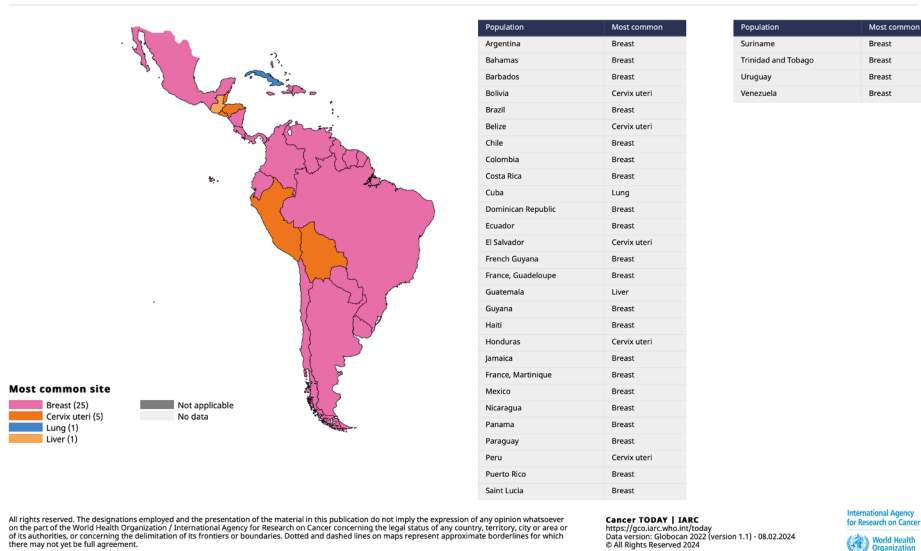 Population Most common
Argentina Breast
Bahamas Breast
Barbados Breast
Bolivia Cervix uteri
Brazil Breast
Belize Cervix uteri
Chile Breast
Colombia Breast
Costa Rica Breast
Cuba Lung
Dominican Republic Breast
Ecuador Breast
El Salvador Cervix uteri
French Guyana Breast
France, Guadeloupe Breast
Guatemala Liver
Guyana Breast
Haiti Breast
Honduras Cervix uteri
Jamaica Breast
France, Martinique Breast
Mexico Breast
Nicaragua Breast
Panama Breast
Paraguay Breast
Peru Cervix uteri
Puerto Rico Breast
Saint Lucia Breast
Population Most common
Suriname Breast
Trinidad and Tobago Breast
Uruguay Breast
Venezuela Breast
Most common site
Breast (25)
Cervix uteri (5)
Lung (1)
Liver (1)
Not applicable
No data
All rights reserved. The designations employed and the presentation of the material in this publication do not imply the expression of any opinion whatsoever
on the part of the World Health Organization / International Agency for Research on Cancer concerning the legal status of any country, territory, city or area or
of its authorities, or concerning the delimitation of its frontiers or boundaries. Dotted and dashed lines on maps represent approximate borderlines for which
there may not yet be full agreement.
Cancer TODAY | IARC
https://gco.iarc.who.int/today
Data version: Globocan 2022 (version 1.1) - 08.02.2024
© All Rights Reserved 2024
International Agency
for Research on Cancer
World Health
Organization